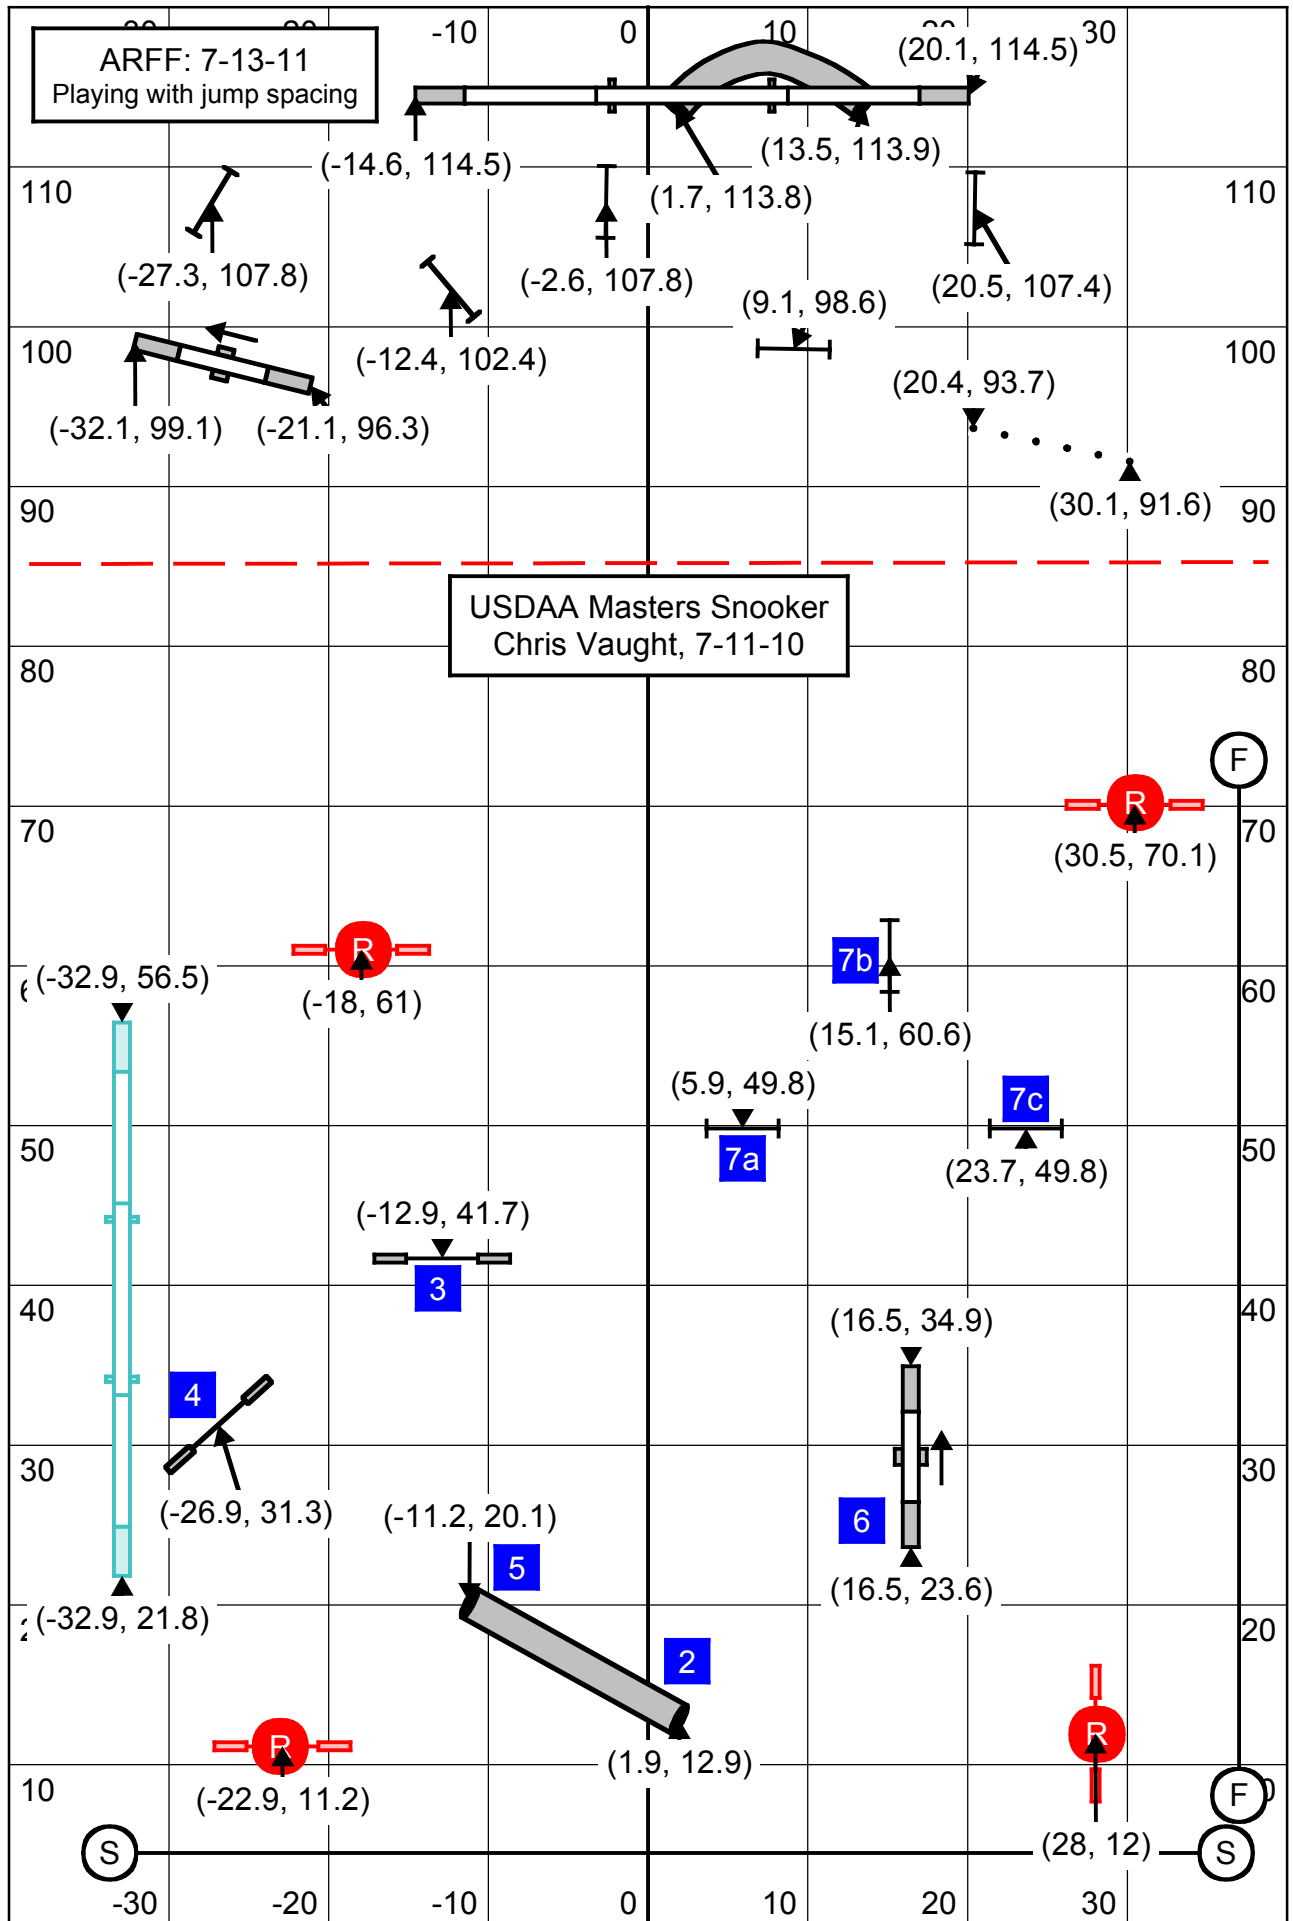 -10 0 10 20 30
ARFF: 7-13-11
Playing with jump spacing
(20.1, 114.5)
(-14.6, 114.5)
(13.5, 113.9)
(1.7, 113.8)
110 110
(-27.3, 107.8)
(-2.6, 107.8)
(20.5, 107.4)
(9.1, 98.6)
100 100
(-12.4, 102.4)
(20.4, 93.7)
(-32.1, 99.1)
(-21.1, 96.3)
90 90
(30.1, 91.6)
USDAA Masters Snooker
Chris Vaught, 7-11-10
80 80
F
R
70 70
(30.5, 70.1)
R
7b
(-32.9, 56.5)
60
(-18, 61)
(15.1, 60.6)
(5.9, 49.8)
7c
50 50
7a
(23.7, 49.8)
(-12.9, 41.7)
3
40 40
(16.5, 34.9)
4
30 30
(-26.9, 31.3)
(-11.2, 20.1)
6
5
(16.5, 23.6)
(-32.9, 21.8)
20
2
R
R
(1.9, 12.9)
10
F
(-22.9, 11.2)
(28, 12)
S S
-30 -20 -10 0 10 20 30